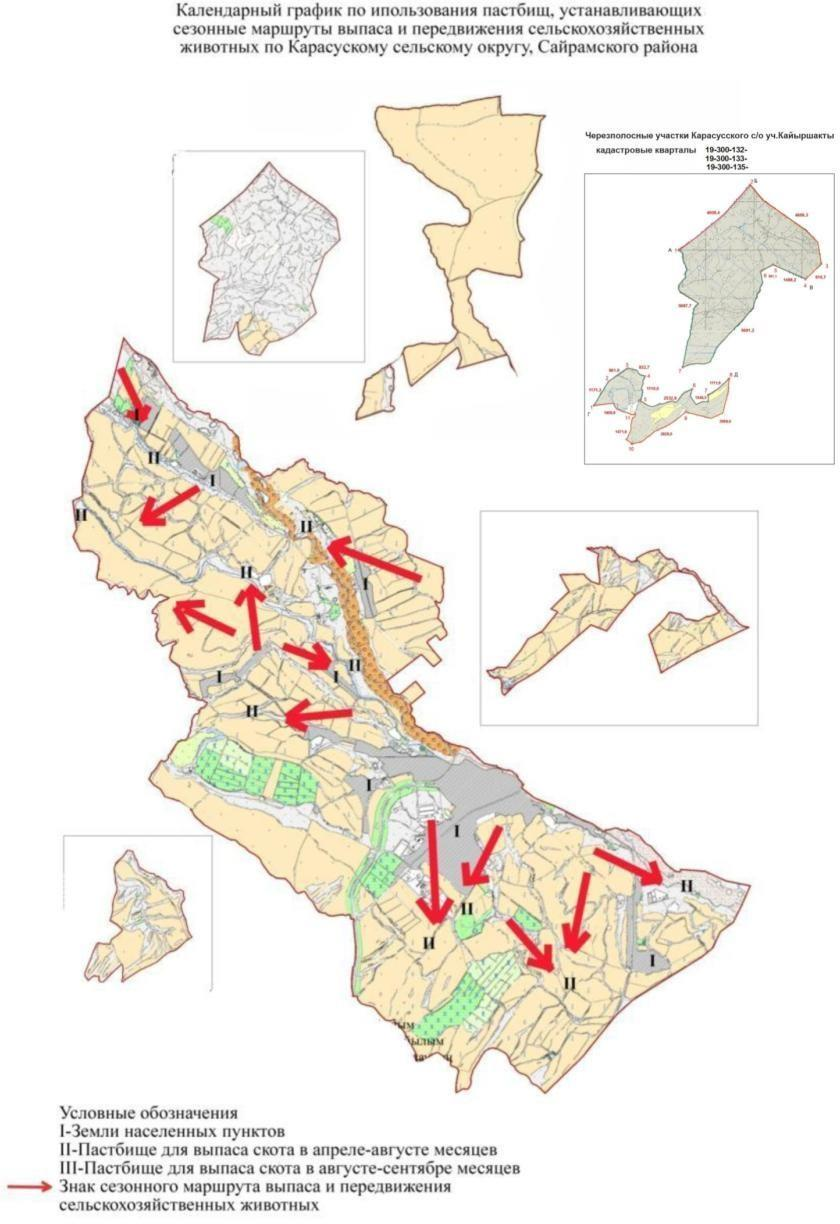 Календарный график по ипользования пастбищ, устанавливающих
сезонные маршруты выпаса и передвижения сельскохозяйственных
животных по Карасускому сельскому округу, Сайрамского района
Черезполосные участки Карасусского с/о уч.Кайыршакты
кадастровые кварталы 19-300-132-
19-300-133-
19-300-135-
Б
А
В
Г
Д
I
II
I
II
II
II
I
II
I
I
II
II
I
I
II
II
II
I
II
Условные обозначения
I-Земли населенных пунктов
II-Пастбище для выпаса скота в апреле-августе месяцев
III-Пастбище для выпаса скота в августе-сентябре месяцев
Знак сезонного маршрута выпаса и передвижения
сельскохозяйственных животных